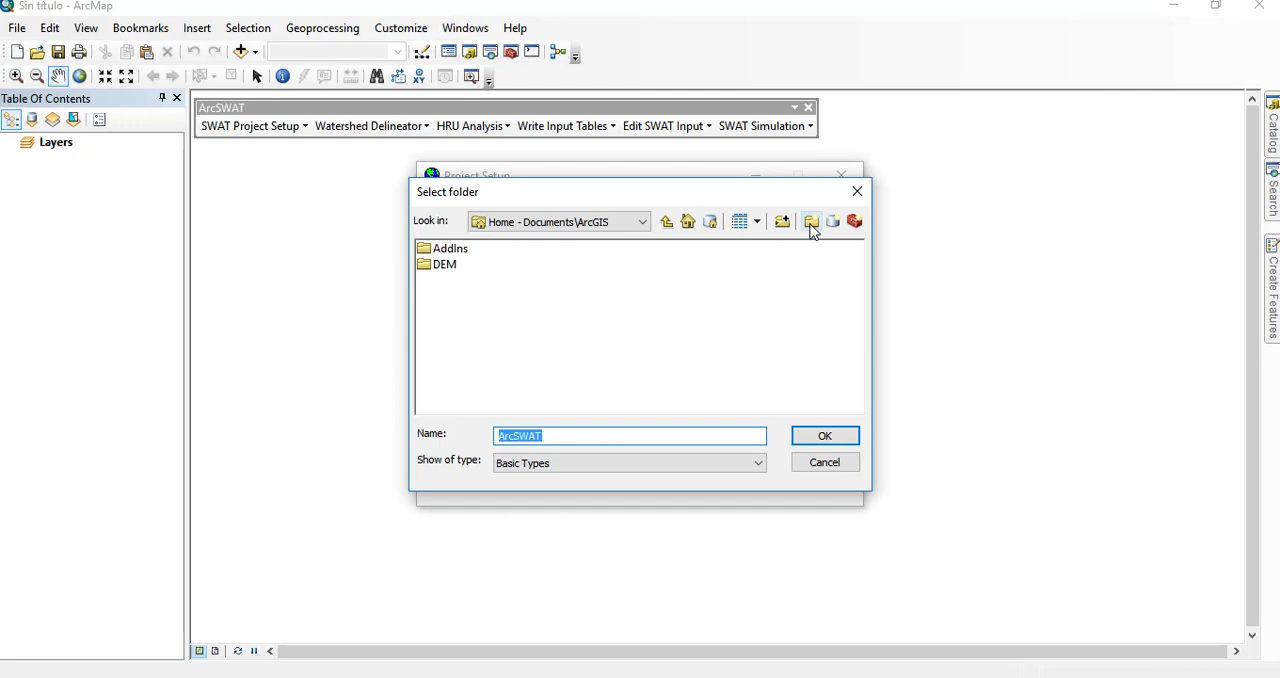 Sin título - ArcMap
File Edit View Bookmarks Insert Selection Geoprocessing Customize Windows Help
Table Of Contents
Layers
ArcSWAT
SWAT Project Setup Watershed Delineator HRU Analysis Write Input Tables Edit SWAT Input SWAT Simulation
Project Setup
Select folder
Look in: Home - Documents\ArcGIS
AddIns
DEM
Name: ArcSWAT
OK
Show of type: Basic Types
Cancel
Catalog
Search
Create Features